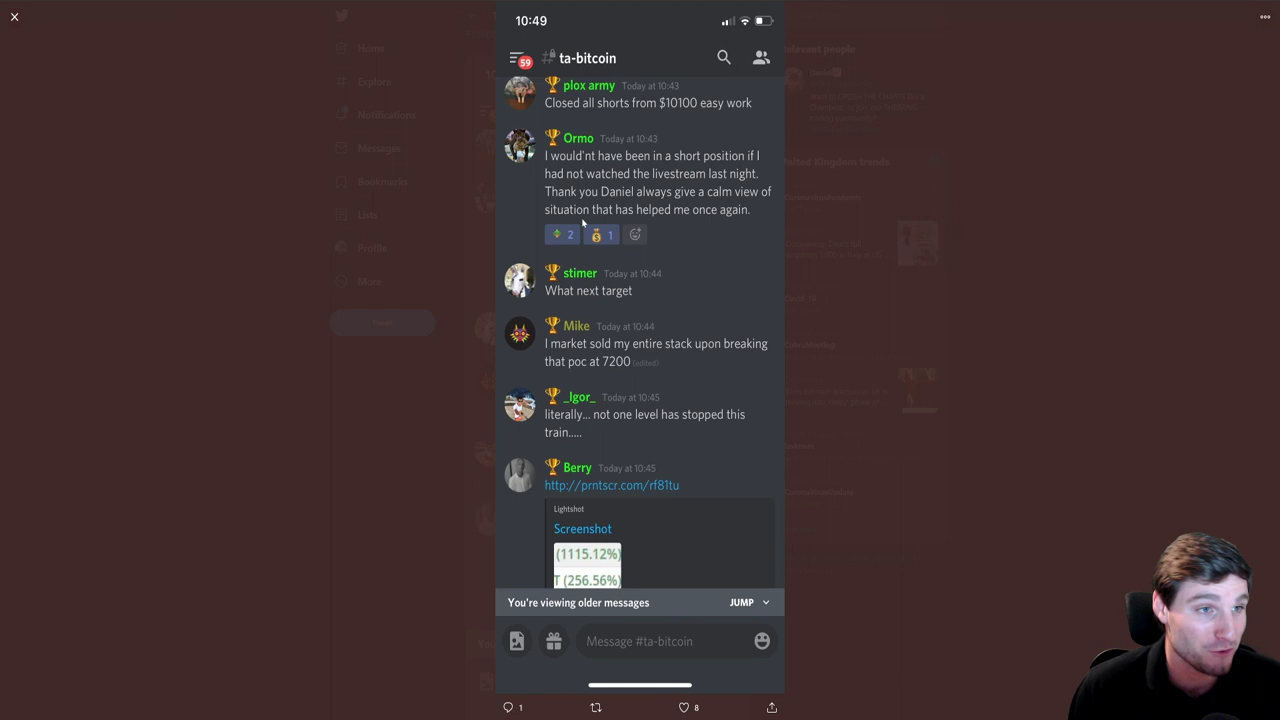 10:49
59
ta-bitcoin
plox army Today at 10:43
Closed all shorts from $10100 easy work
Ormo Today at 10:43
I would'nt have been in a short position if I
had not watched the livestream last night.
Thank you Daniel always give a calm view of
situation that has helped me once again.
2 1
stimer Today at 10:44
What next target
Mike Today at 10:44
I market sold my entire stack upon breaking
that poc at 7200 (edited)
_Igor_ Today at 10:45
literally... not one level has stopped this
train.....
Berry Today at 10:45
http://prntscr.com/rf81tu
Lightshot
Screenshot
(1115.12%)
T (256.56%)
You're viewing older messages JUMP
Message #ta-bitcoin
1 8
Home
Explore
Notifications
Messages
Bookmarks
Lists
Profile
More